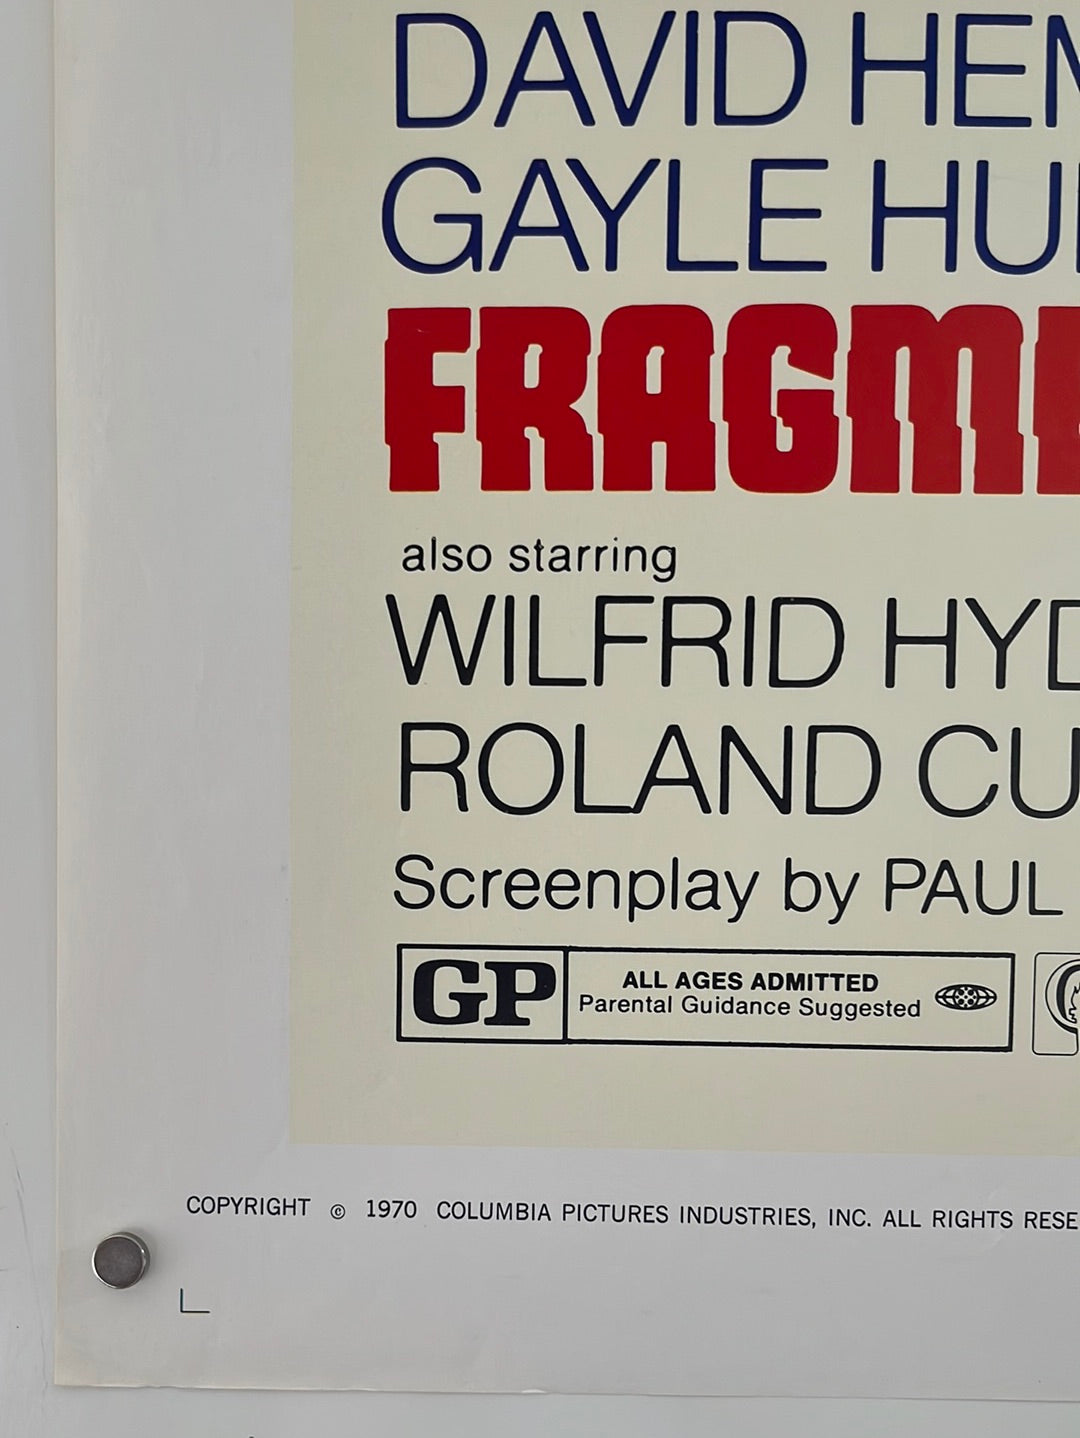 DAVID HEM
GAYLE HU
FRAGME
also starring
WILFRID HYD
ROLAND CU
Screenplay by PAUL
GP
ALL AGES ADMITTED
Parental Guidance Suggested
COPYRIGHT © 1970 COLUMBIA PICTURES INDUSTRIES, INC. ALL RIGHTS RESE